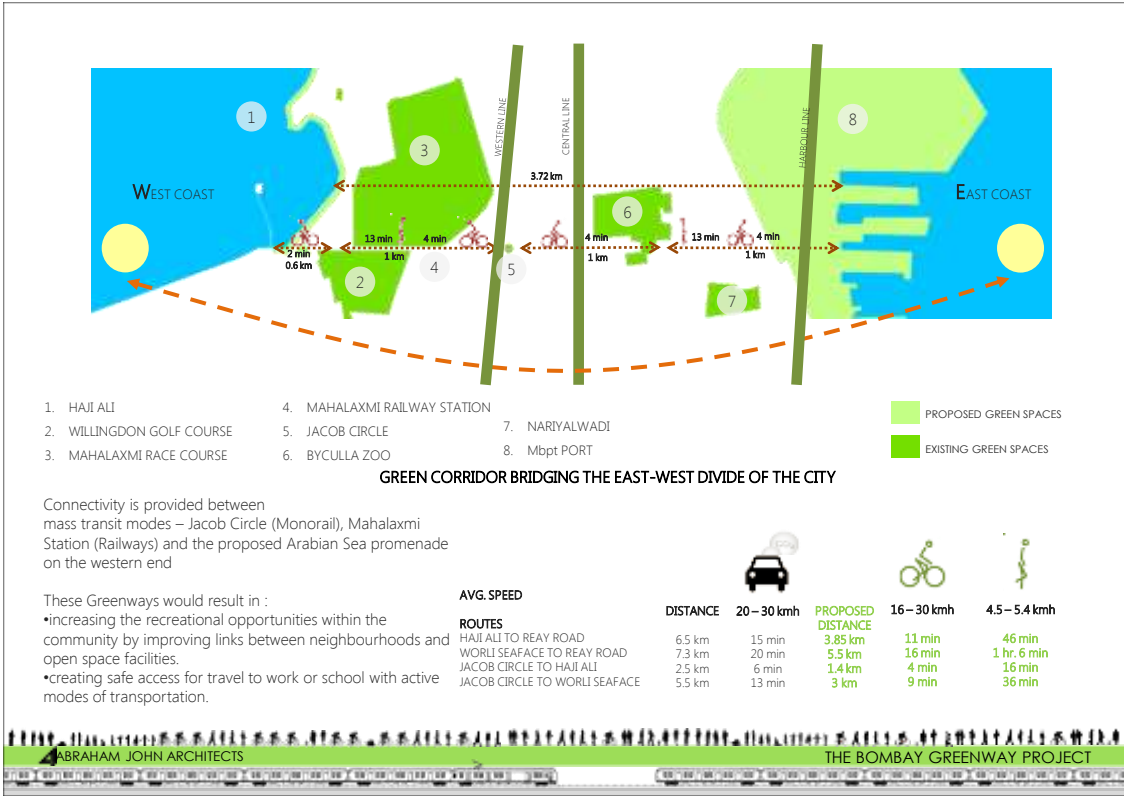 1
3
8
WESTERN LINE
CENTRAL LINE
HARBOUR LINE
3.72 km
WEST COAST
EAST COAST
6
13 min
4 min
4 min
13 min
4 min
2 min
0.6 km
1 km
1 km
1 km
4
5
2
7
1. HAJI ALI
2. WILLINGDON GOLF COURSE
3. MAHALAXMI RACE COURSE
4. MAHALAXMI RAILWAY STATION
5. JACOB CIRCLE
6. BYCULLA ZOO
7. NARIYALWADI
8. Mbpt PORT
PROPOSED GREEN SPACES
EXISTING GREEN SPACES
GREEN CORRIDOR BRIDGING THE EAST-WEST DIVIDE OF THE CITY
Connectivity is provided between
mass transit modes – Jacob Circle (Monorail), Mahalaxmi
Station (Railways) and the proposed Arabian Sea promenade
on the western end
These Greenways would result in :
•increasing the recreational opportunities within the
community by improving links between neighbourhoods and
open space facilities.
•creating safe access for travel to work or school with active
modes of transportation.
AVG. SPEED
DISTANCE 20 – 30 kmh PROPOSED DISTANCE 16 – 30 kmh 4.5 – 5.4 kmh
ROUTES
HAJI ALI TO REAY ROAD 6.5 km 15 min 3.85 km 11 min 46 min
WORLI SEAFACE TO REAY ROAD 7.3 km 20 min 5.5 km 16 min 1 hr. 6 min
JACOB CIRCLE TO HAJI ALI 2.5 km 6 min 1.4 km 4 min 16 min
JACOB CIRCLE TO WORLI SEAFACE 5.5 km 13 min 3 km 9 min 36 min
ABRAHAM JOHN ARCHITECTS
THE BOMBAY GREENWAY PROJECT